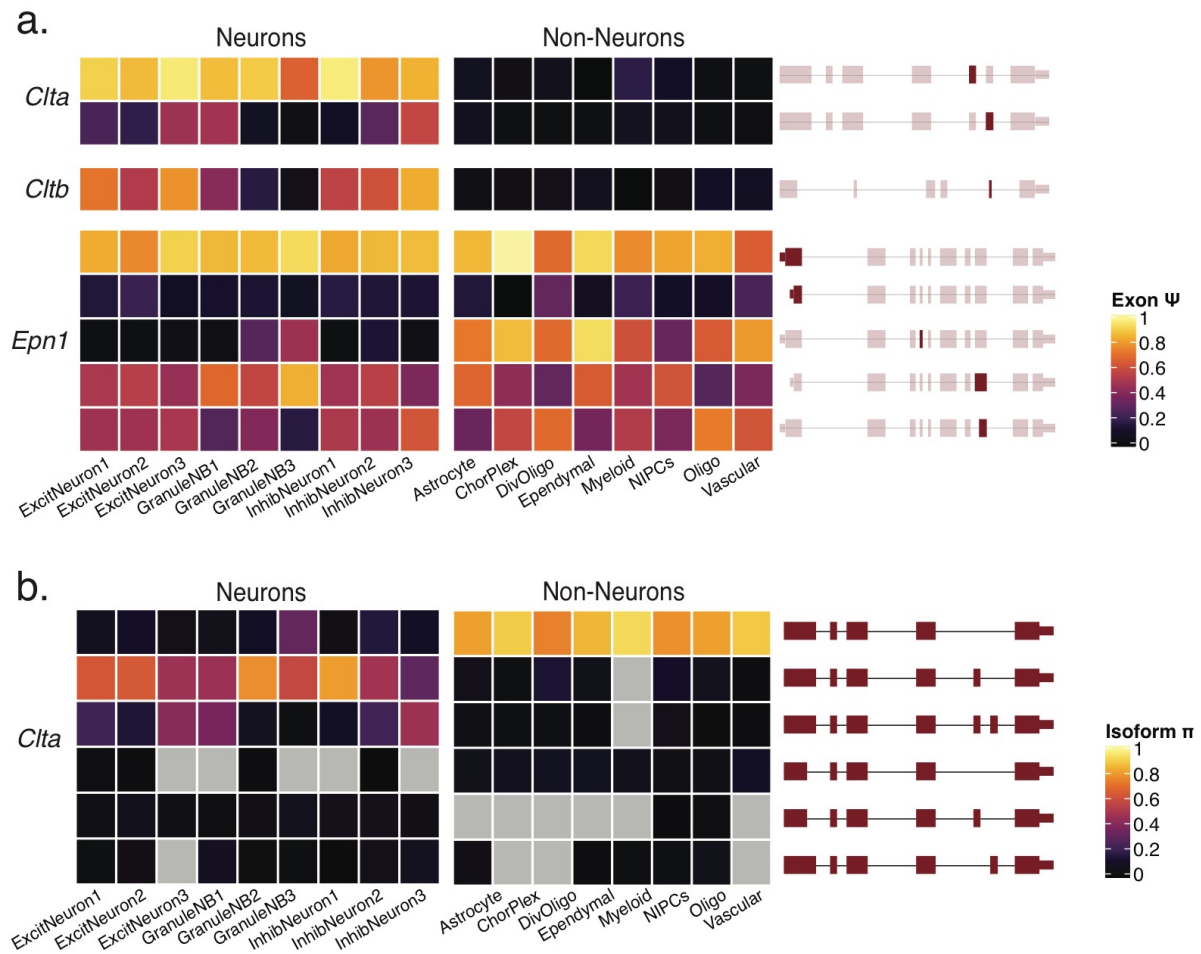 a.
Neurons
Non-Neurons
Clta
Cltb
Epn1
Exon Ψ
1
0.8
0.6
0.4
0.2
0
ExcitNeuron1
ExcitNeuron2
ExcitNeuron3
GranuleNB1
GranuleNB2
GranuleNB3
InhibNeuron1
InhibNeuron2
InhibNeuron3
Astrocyte
ChorPlex
DivOligo
Ependymal
Myeloid
NIPCs
Oligo
Vascular
b.
Neurons
Non-Neurons
Clta
Isoform π
1
0.8
0.6
0.4
0.2
0
ExcitNeuron1
ExcitNeuron2
ExcitNeuron3
GranuleNB1
GranuleNB2
GranuleNB3
InhibNeuron1
InhibNeuron2
InhibNeuron3
Astrocyte
ChorPlex
DivOligo
Ependymal
Myeloid
NIPCs
Oligo
Vascular